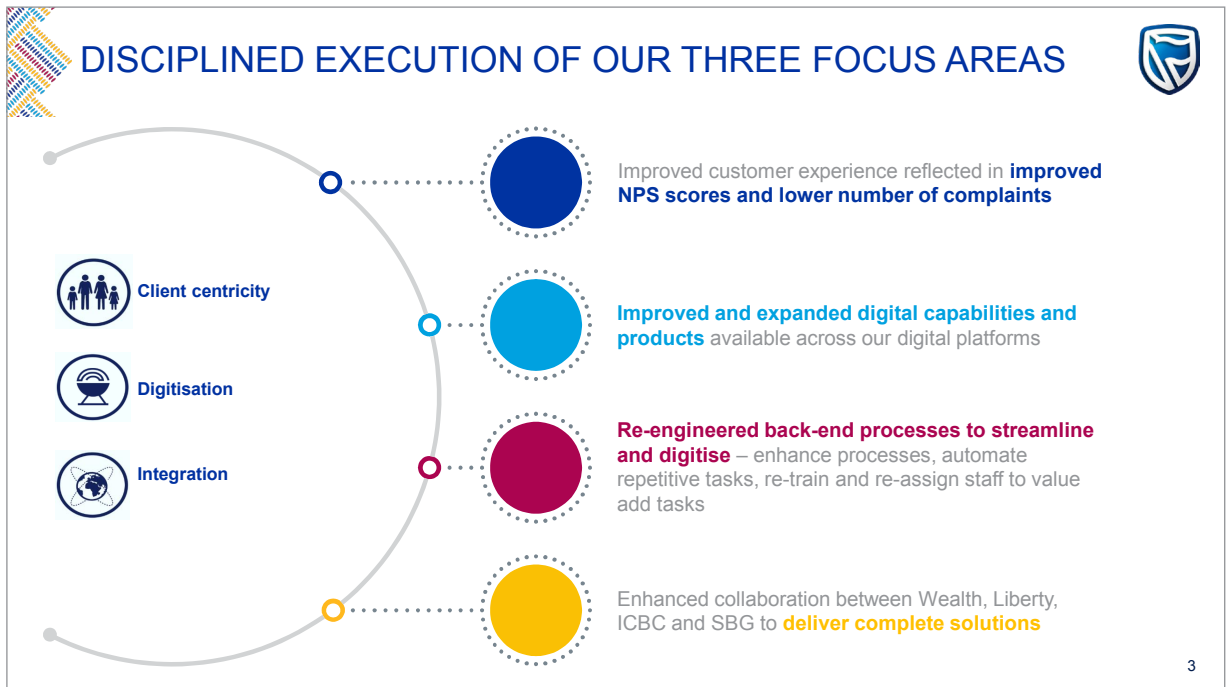 DISCIPLINED EXECUTION OF OUR THREE FOCUS AREAS
Client centricity
Digitisation
Integration
Improved customer experience reflected in improved
NPS scores and lower number of complaints
Improved and expanded digital capabilities and
products available across our digital platforms
Re-engineered back-end processes to streamline
and digitise – enhance processes, automate
repetitive tasks, re-train and re-assign staff to value
add tasks
Enhanced collaboration between Wealth, Liberty,
ICBC and SBG to deliver complete solutions
3